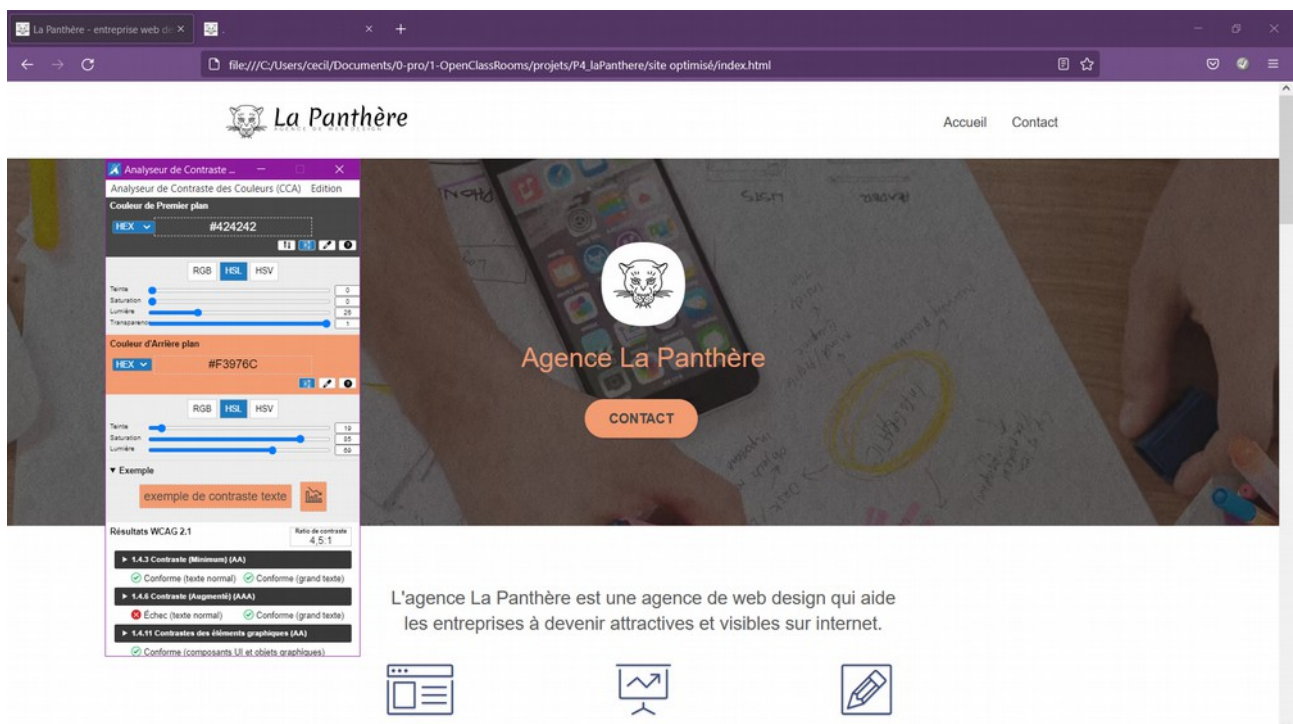 La Panthère - entreprise web de
file:///C:/Users/cecil/Documents/0-pro/1-OpenClassRooms/projets/P4_laPanthere/site optimisé/index.html
La Panthère
AGENCE DE WEB DESIGN
Accueil Contact
Analyseur de Contraste ...
Analyseur de Contraste des Couleurs (CCA) Edition
Couleur de Premier plan
HEX #424242
RGB HSL HSV
Teinte 0
Saturation 0
Lumière 26
Transparence 1
Couleur d'Arrière plan
HEX #F3976C
RGB HSL HSV
Teinte 19
Saturation 85
Lumière 69
▼ Exemple
exemple de contraste texte
Résultats WCAG 2.1
Ratio de contraste
4,5:1
▶ 1.4.3 Contraste (Minimum) (AA)
Conforme (texte normal) Conforme (grand texte)
▶ 1.4.6 Contraste (Augmenté) (AAA)
Échec (texte normal) Conforme (grand texte)
▶ 1.4.11 Contrastes des éléments graphiques (AA)
Conforme (composants UI et objets graphiques)
LISTS
HEADER
Agence La Panthère
CONTACT
L'agence La Panthère est une agence de web design qui aide
les entreprises à devenir attractives et visibles sur internet.